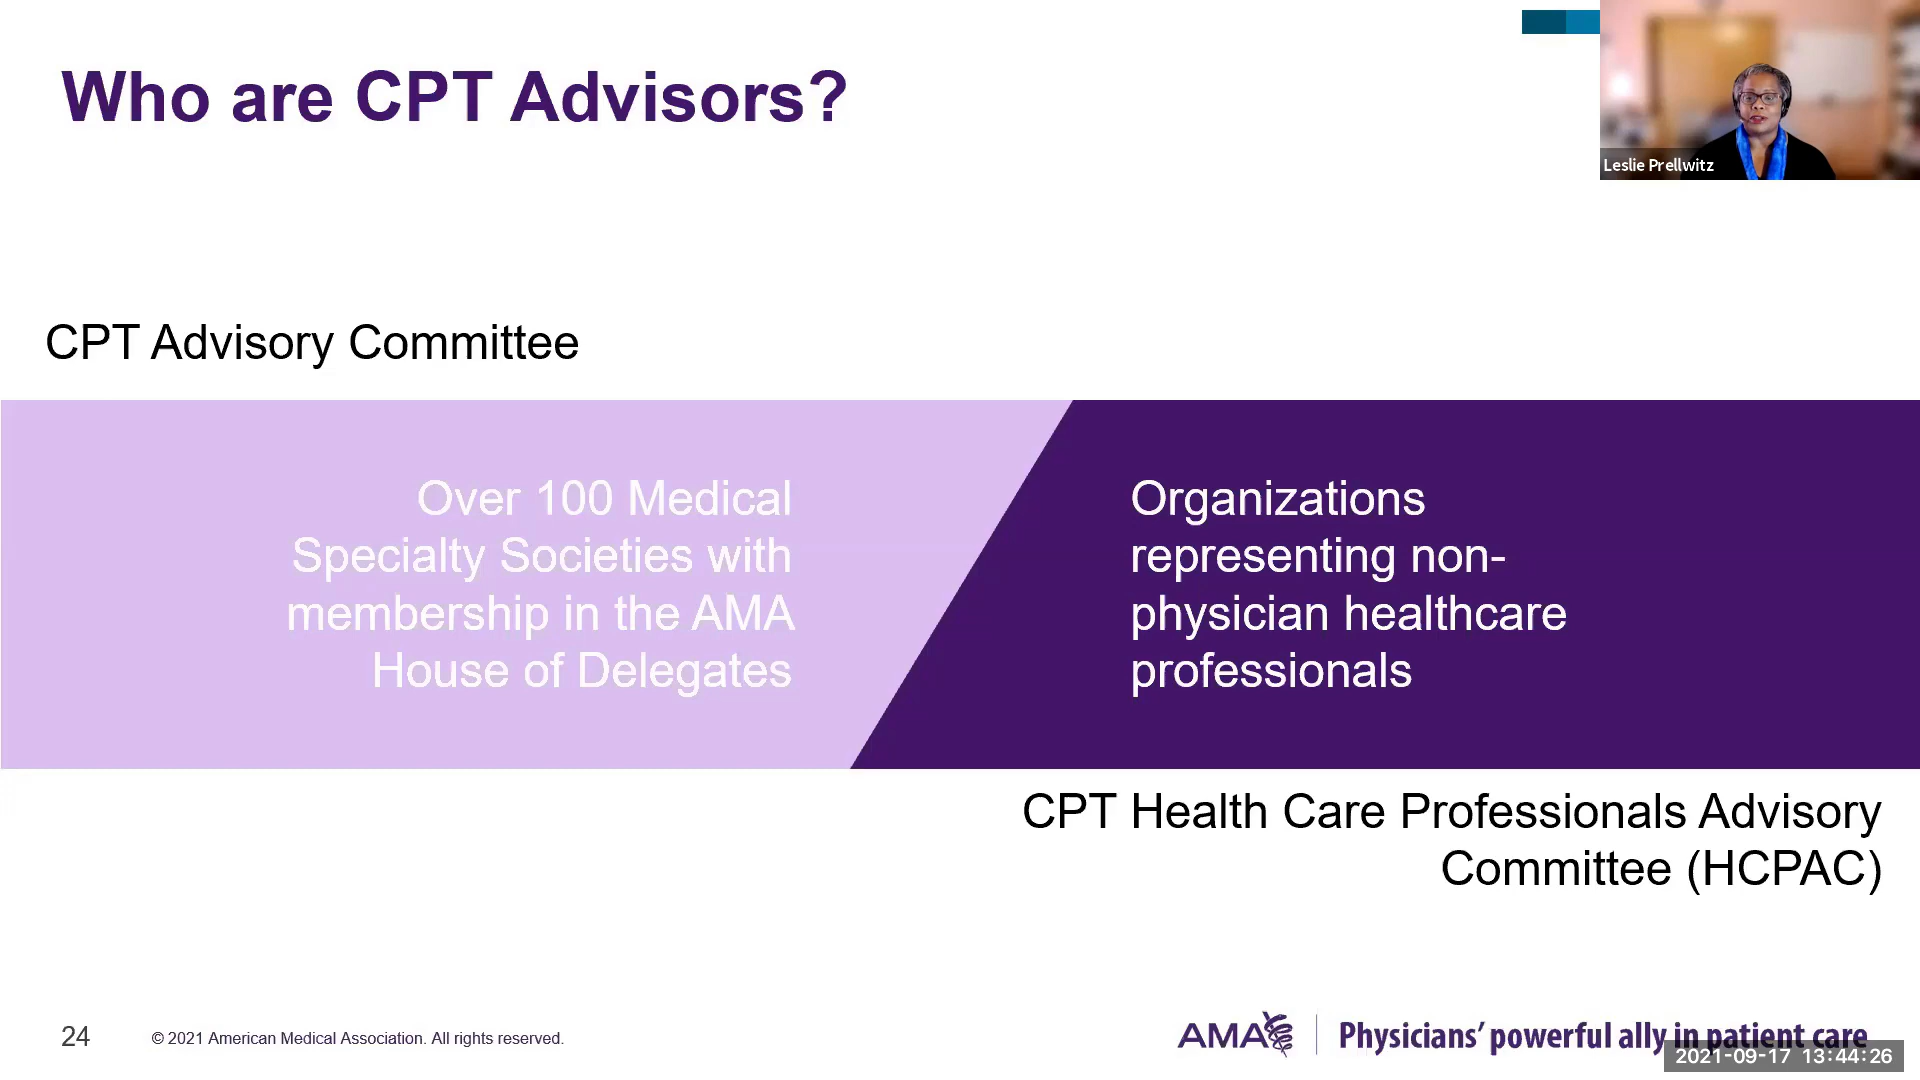 Who are CPT Advisors?
Leslie Prellwitz
CPT Advisory Committee
Over 100 Medical
Specialty Societies with
membership in the AMA
House of Delegates
Organizations
representing non-
physician healthcare
professionals
CPT Health Care Professionals Advisory
Committee (HCPAC)
24
© 2021 American Medical Association. All rights reserved.
AMA
Physicians’ powerful ally in patient care
2021-09-17 13:44:26